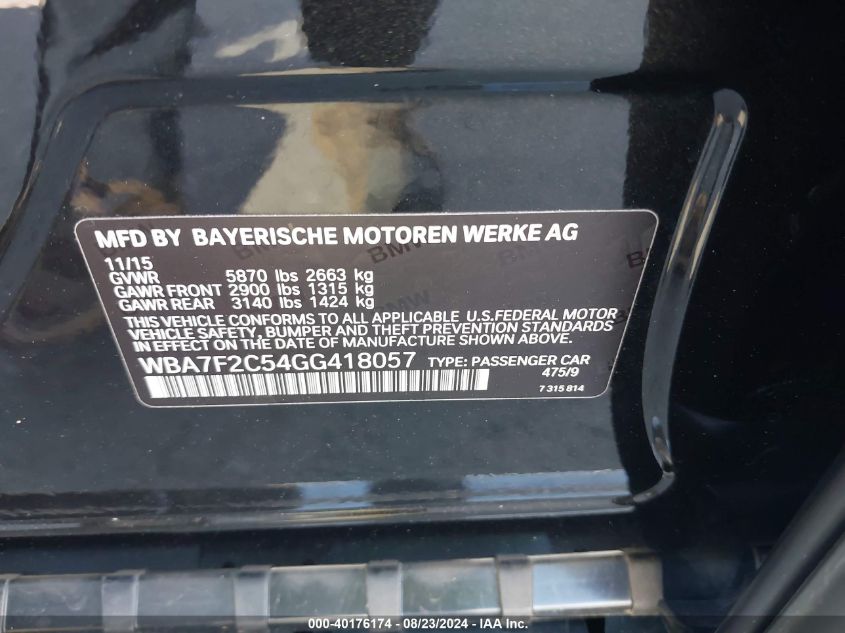 MFD BY BAYERISCHE MOTOREN WERKE AG
11/15
GVWR 5870 lbs 2663 kg
GAWR FRONT 2900 lbs 1315 kg
GAWR REAR 3140 lbs 1424 kg
THIS VEHICLE CONFORMS TO ALL APPLICABLE U.S.FEDERAL MOTOR
VEHICLE SAFETY, BUMPER, AND THEFT PREVENTION STANDARDS
IN EFFECT ON THE DATE OF MANUFACTURE SHOWN ABOVE.
WBA7F2C54GG418057 TYPE: PASSENGER CAR
475/9
7 315 814
BMW
BMW
000-40176174 - 08/23/2024 - IAA Inc.